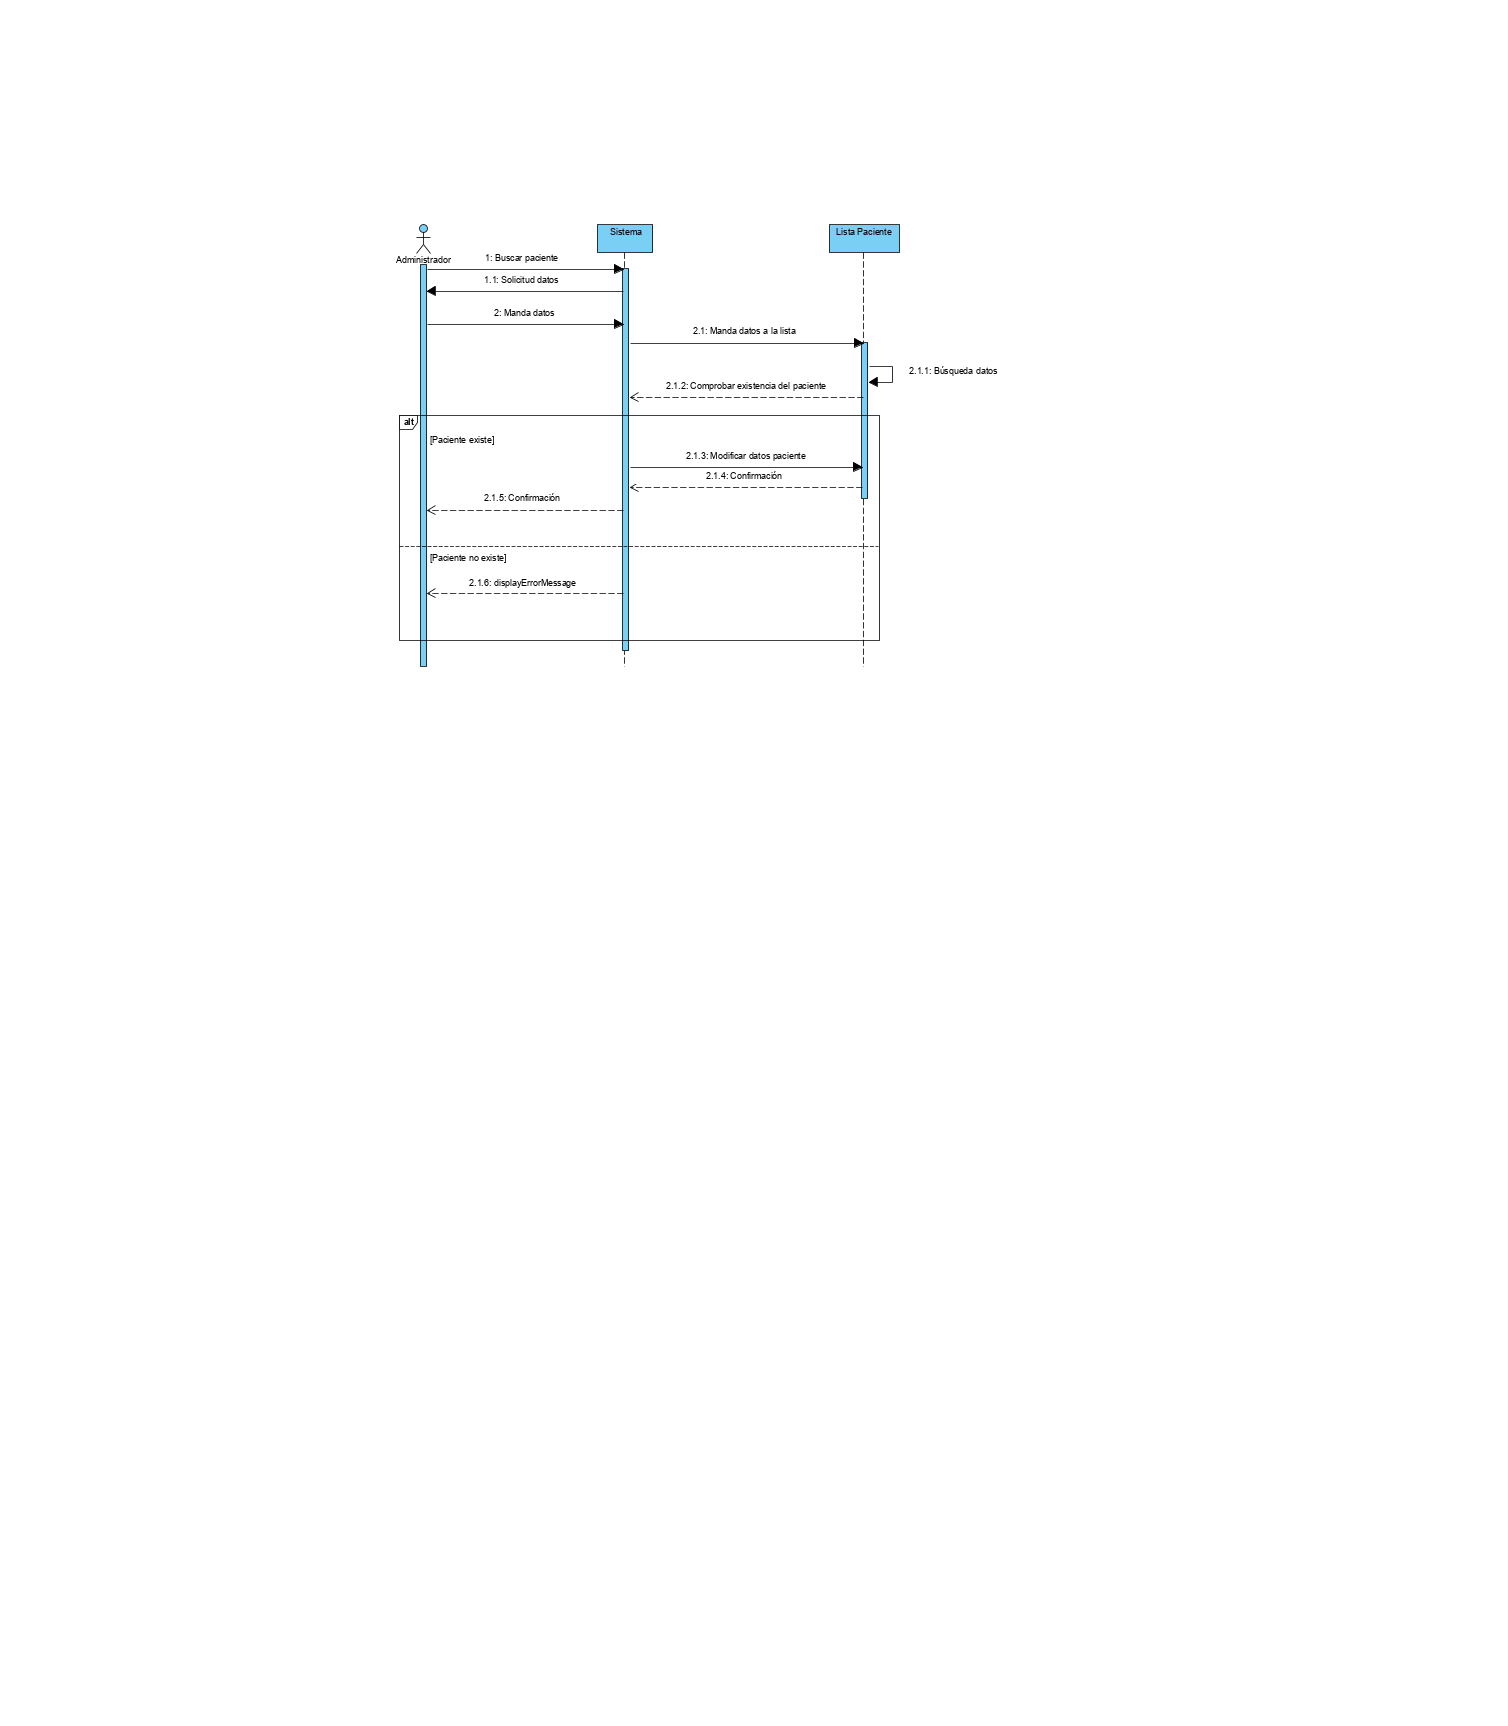 Sistema
Lista Paciente
Administrador
1: Buscar paciente
1.1: Solicitud datos
2: Manda datos
2.1: Manda datos a la lista
2.1.1: Búsqueda datos
2.1.2: Comprobar existencia del paciente
alt
[Paciente existe]
2.1.3: Modificar datos paciente
2.1.4: Confirmación
2.1.5: Confirmación
[Paciente no existe]
2.1.6: displayErrorMessage